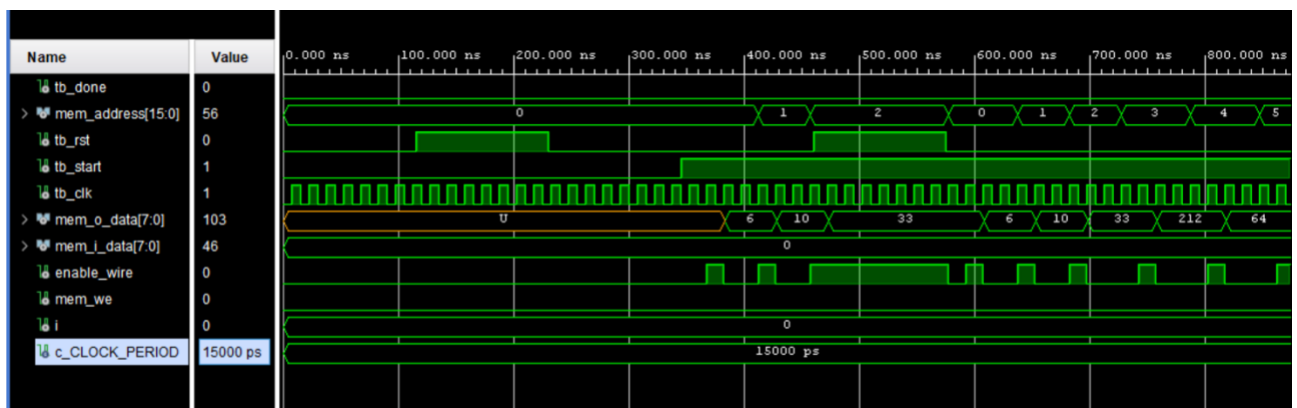 Name Value 0.000 ns 100.000 ns 200.000 ns 300.000 ns 400.000 ns 500.000 ns 600.000 ns 700.000 ns 800.000 ns
tb_done 0
mem_address[15:0] 56 0 1 2 0 1 2 3 4 5
tb_rst 0
tb_start 1
tb_clk 1
mem_o_data[7:0] 103 U 6 10 33 6 10 33 212 64
mem_i_data[7:0] 46 0
enable_wire 0
mem_we 0
i 0 0
c_CLOCK_PERIOD 15000 ps 15000 ps